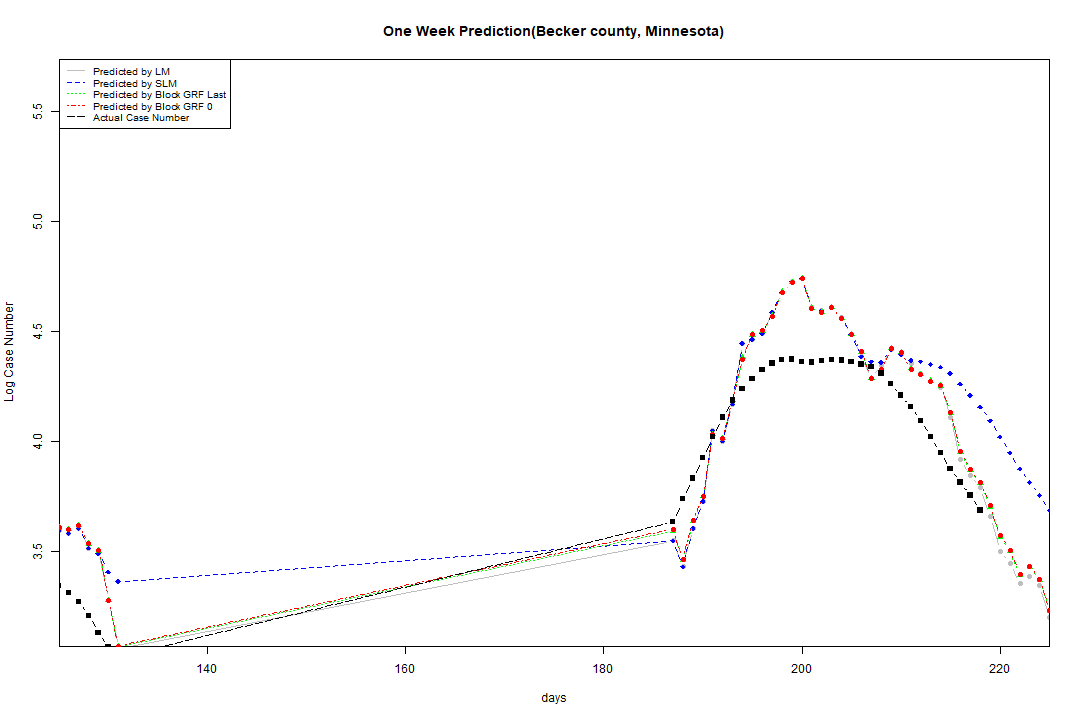 One Week Prediction(Becker county, Minnesota)
Predicted by LM
Predicted by SLM
Predicted by Block GRF Last
Predicted by Block GRF 0
Actual Case Number
5.5
5.0
4.5
4.0
3.5
Log Case Number
140 160 180 200 220
days